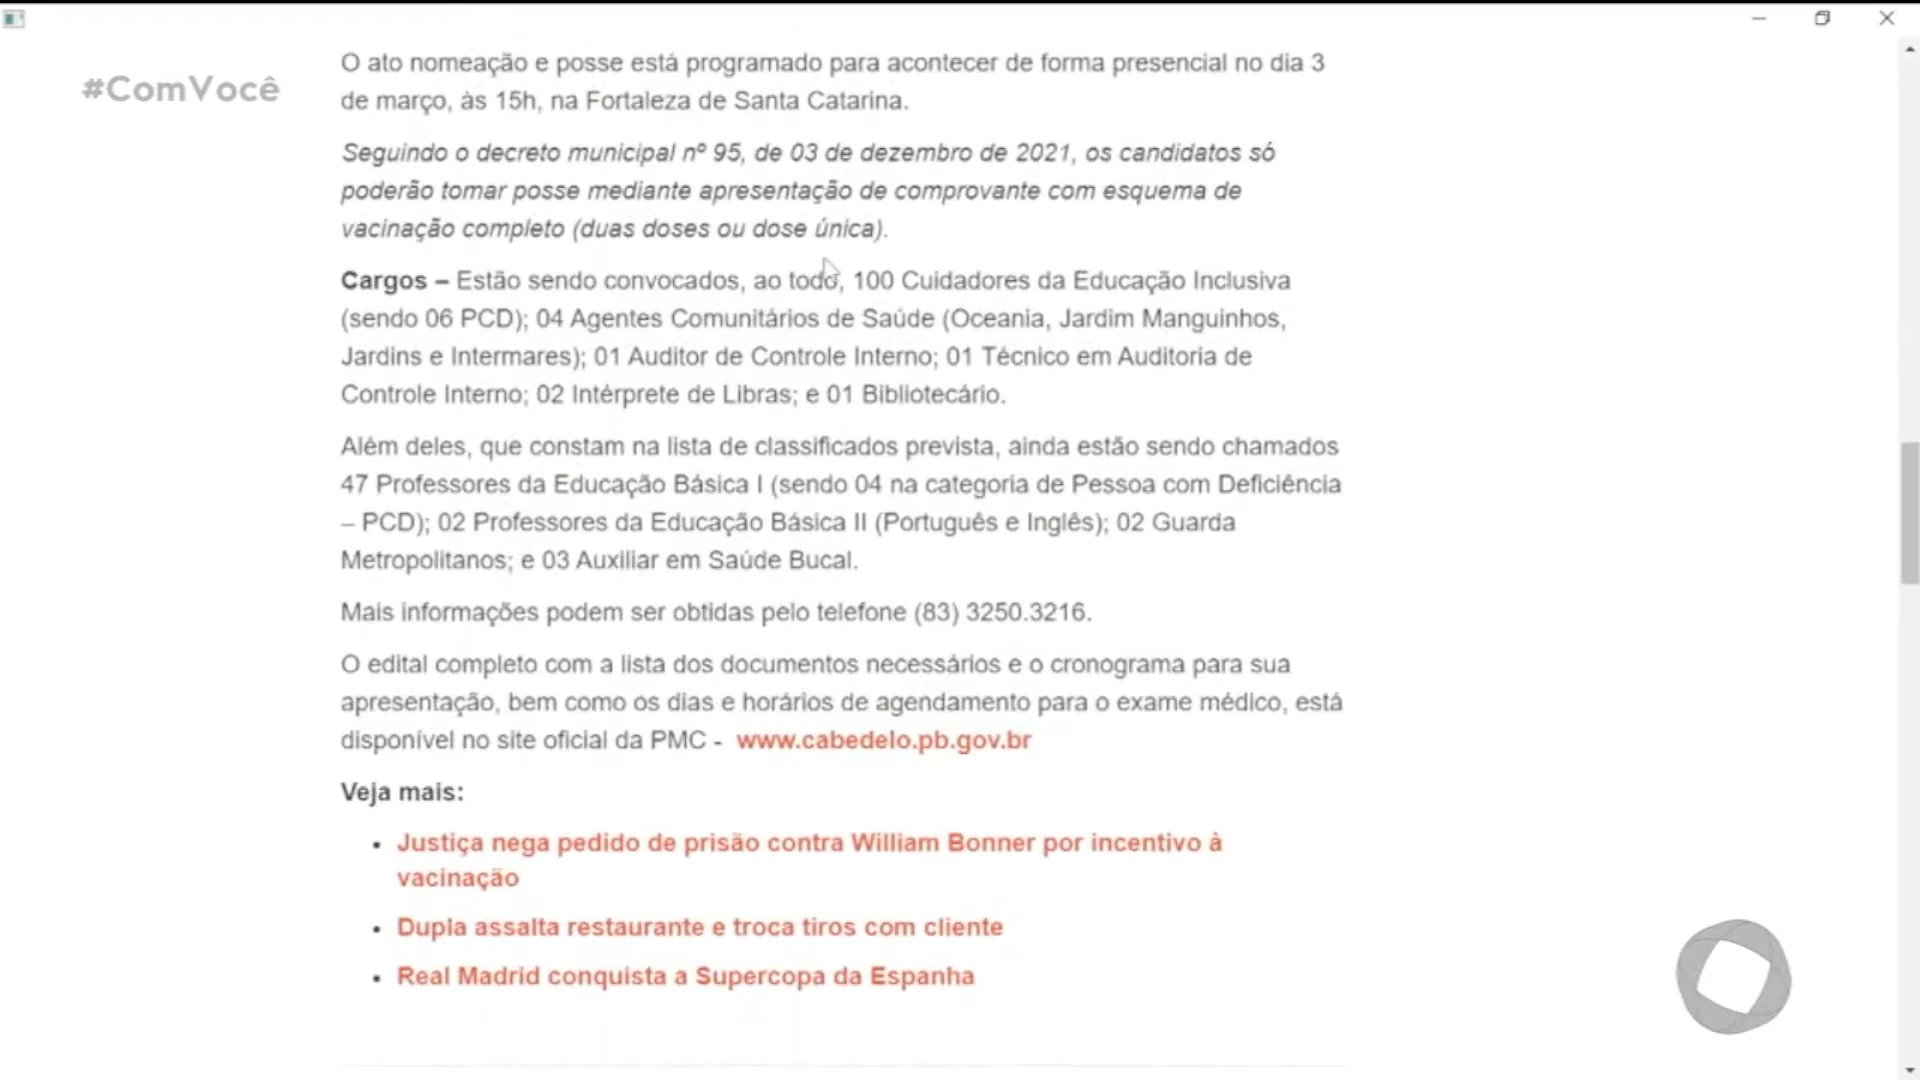 #ComVocê
O ato nomeação e posse está programado para acontecer de forma presencial no dia 3
de março, às 15h, na Fortaleza de Santa Catarina.
Seguindo o decreto municipal nº 95, de 03 de dezembro de 2021, os candidatos só
poderão tomar posse mediante apresentação de comprovante com esquema de
vacinação completo (duas doses ou dose única).
Cargos – Estão sendo convocados, ao todo, 100 Cuidadores da Educação Inclusiva
(sendo 06 PCD); 04 Agentes Comunitários de Saúde (Oceania, Jardim Manguinhos,
Jardins e Intermares); 01 Auditor de Controle Interno; 01 Técnico em Auditoria de
Controle Interno; 02 Intérprete de Libras; e 01 Bibliotecário.
Além deles, que constam na lista de classificados prevista, ainda estão sendo chamados
47 Professores da Educação Básica I (sendo 04 na categoria de Pessoa com Deficiência
– PCD); 02 Professores da Educação Básica II (Português e Inglês); 02 Guarda
Metropolitanos; e 03 Auxiliar em Saúde Bucal.
Mais informações podem ser obtidas pelo telefone (83) 3250.3216.
O edital completo com a lista dos documentos necessários e o cronograma para sua
apresentação, bem como os dias e horários de agendamento para o exame médico, está
disponível no site oficial da PMC - www.cabedelo.pb.gov.br
Veja mais:
• Justiça nega pedido de prisão contra William Bonner por incentivo à
vacinação
• Dupla assalta restaurante e troca tiros com cliente
• Real Madrid conquista a Supercopa da Espanha